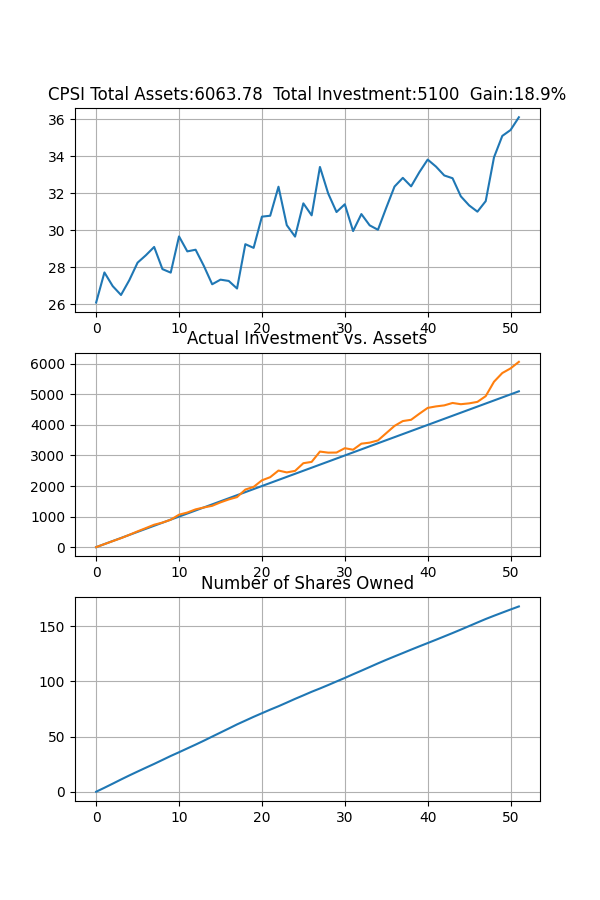 CPSI Total Assets:6063.78  Total Investment:5100  Gain:18.9%
36
34
32
30
28
26
0 10 20 30 40 50
Actual Investment vs. Assets
6000
5000
4000
3000
2000
1000
0
0 10 20 30 40 50
Number of Shares Owned
150
100
50
0
0 10 20 30 40 50